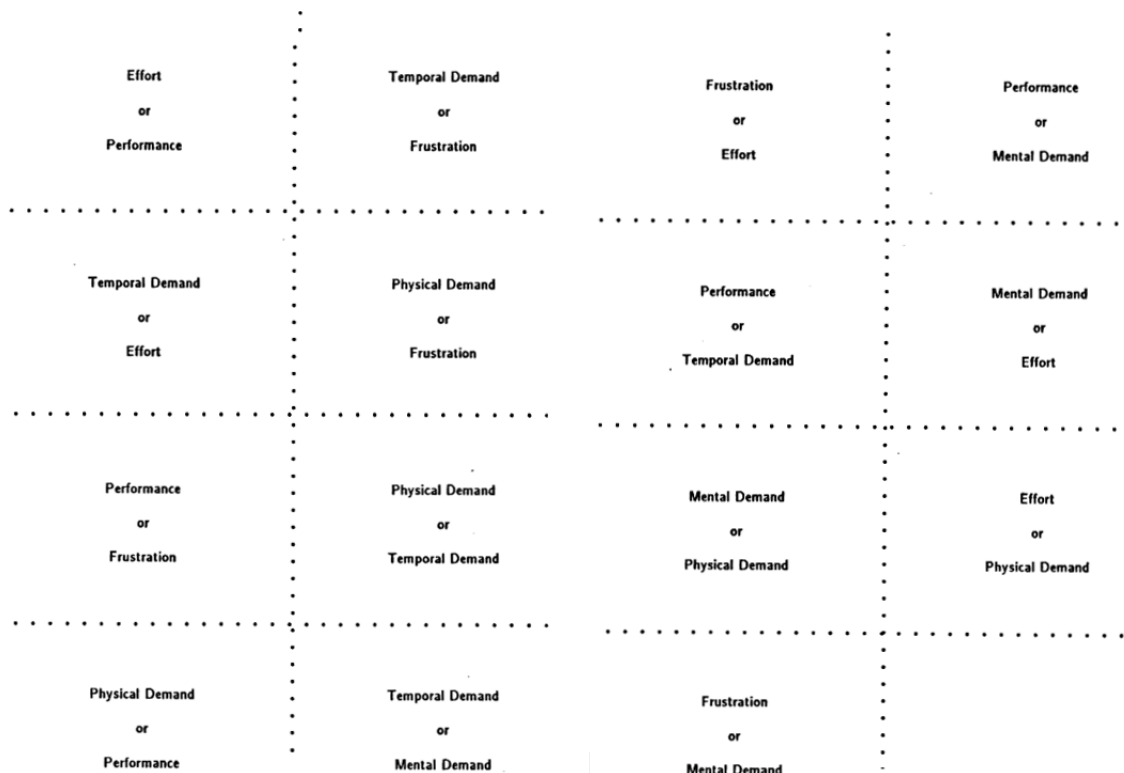 Effort
or
Performance
Temporal Demand
or
Frustration
Temporal Demand
or
Effort
Physical Demand
or
Frustration
Performance
or
Frustration
Physical Demand
or
Temporal Demand
Physical Demand
or
Performance
Temporal Demand
or
Mental Demand
Frustration
or
Effort
Performance
or
Mental Demand
Performance
or
Temporal Demand
Mental Demand
or
Effort
Mental Demand
or
Physical Demand
Effort
or
Physical Demand
Frustration
or
Mental Demand